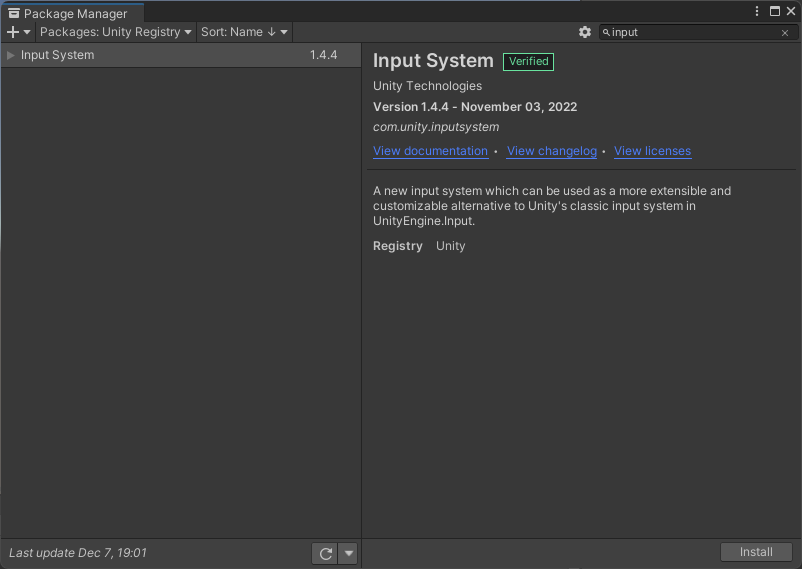 Package Manager
Packages: Unity Registry Sort: Name ↓ input
Input System 1.4.4
Input System Verified
Unity Technologies
Version 1.4.4 - November 03, 2022
com.unity.inputsystem
View documentation • View changelog • View licenses
A new input system which can be used as a more extensible and
customizable alternative to Unity's classic input system in
UnityEngine.Input.
Registry Unity
Last update Dec 7, 19:01
Install